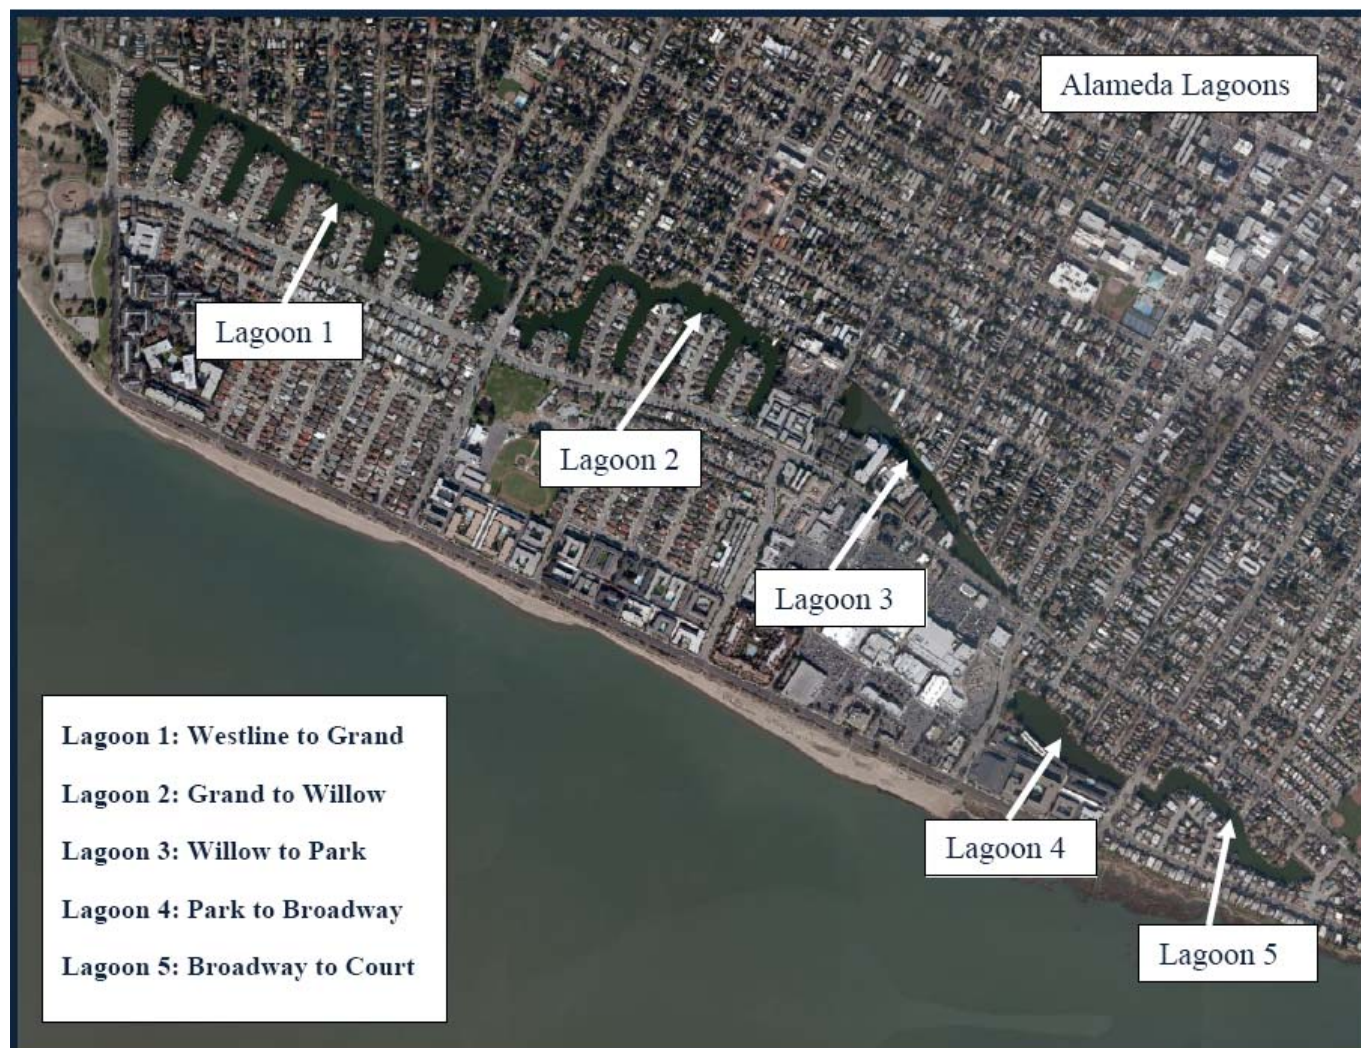 Alameda Lagoons
Lagoon 1
Lagoon 2
Lagoon 3
Lagoon 4
Lagoon 5
Lagoon 1: Westline to Grand
Lagoon 2: Grand to Willow
Lagoon 3: Willow to Park
Lagoon 4: Park to Broadway
Lagoon 5: Broadway to Court